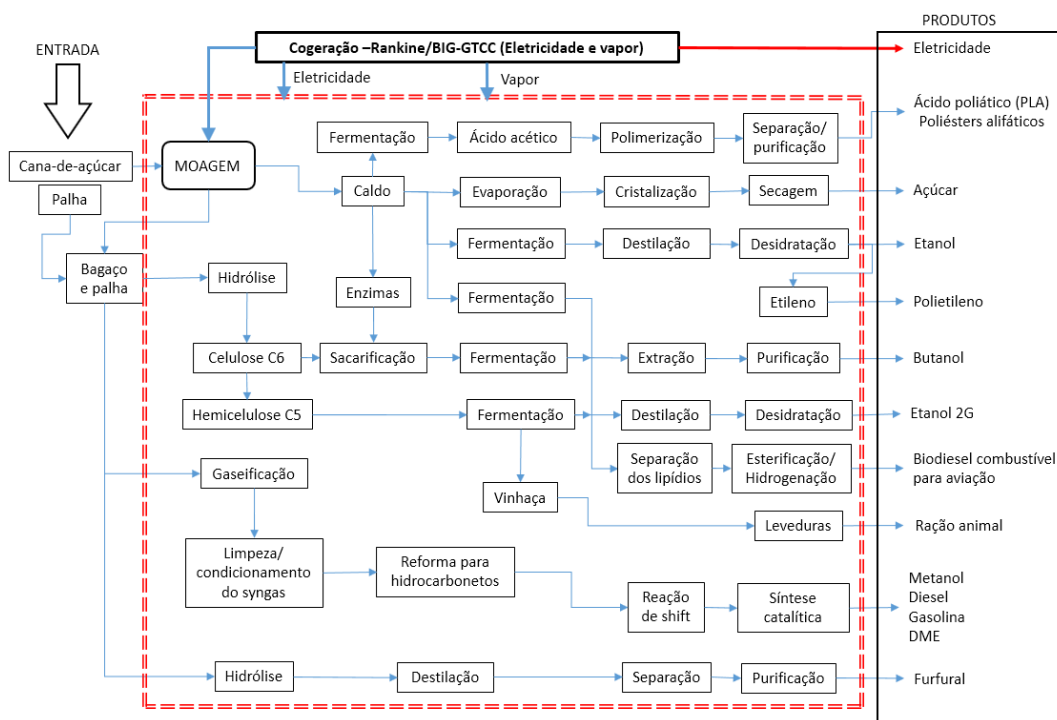 PRODUTOS
ENTRADA
Cogeração –Rankine/BIG-GTCC (Eletricidade e vapor)
Eletricidade
Eletricidade
Vapor
Fermentação
Ácido acético
Polimerização
Separação/
purificação
Ácido poliático (PLA)
Poliésters alifáticos
Cana-de-açúcar
MOAGEM
Palha
Caldo
Evaporação
Cristalização
Secagem
Açúcar
Fermentação
Destilação
Desidratação
Etanol
Bagaço
e palha
Hidrólise
Enzimas
Fermentação
Etileno
Polietileno
Celulose C6
Sacarificação
Fermentação
Extração
Purificação
Butanol
Hemicelulose C5
Fermentação
Destilação
Desidratação
Etanol 2G
Gaseificação
Separação
dos lipídios
Esterificação/
Hidrogenação
Biodiesel combustível
para aviação
Vinhaça
Leveduras
Ração animal
Limpeza/
condicionamento
do syngas
Reforma para
hidrocarbonetos
Reação
de shift
Síntese
catalítica
Metanol
Diesel
Gasolina
DME
Hidrólise
Destilação
Separação
Purificação
Furfural